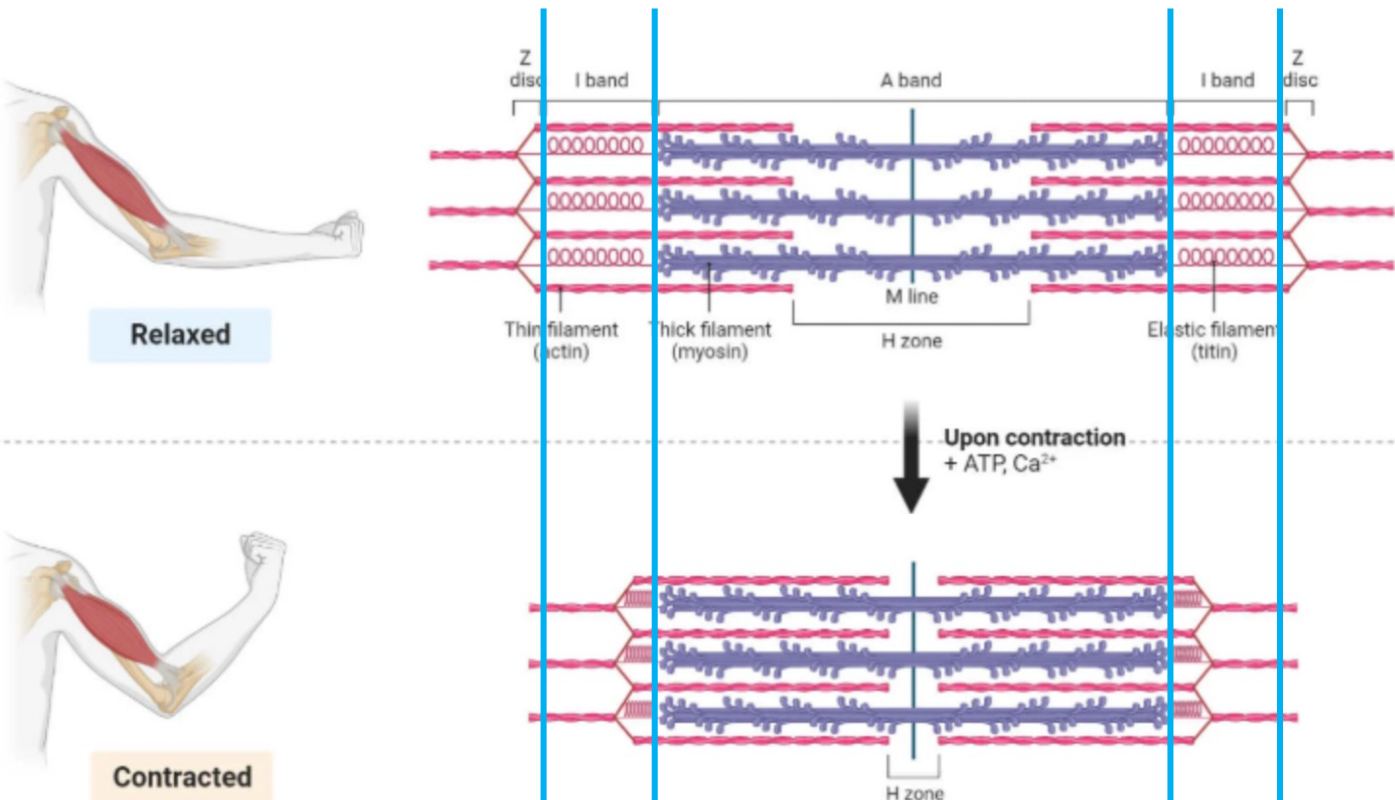 Z
disc
I band
A band
I band
Z
disc
M line
Thin filament
(actin)
Thick filament
(myosin)
H zone
Elastic filament
(titin)
Relaxed
Upon contraction
+ ATP, Ca²⁺
Contracted
H zone